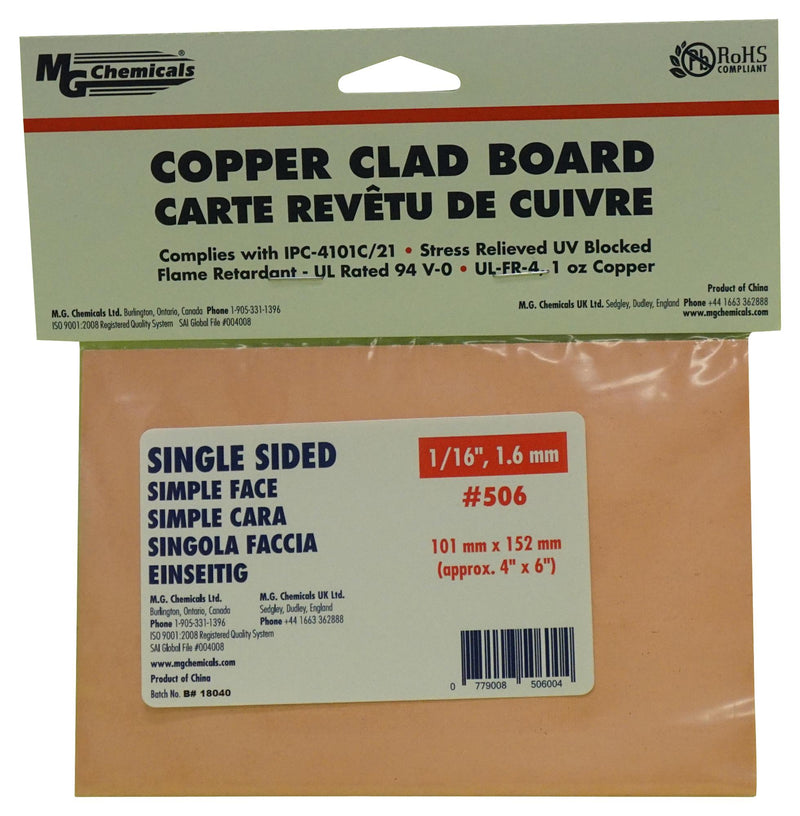 MG Chemicals®
Pb RoHS
COMPLIANT
COPPER CLAD BOARD
CARTE REVÊTU DE CUIVRE
Complies with IPC-4101C/21 • Stress Relieved UV Blocked
Flame Retardant - UL Rated 94 V-0 • UL-FR-4, 1 oz Copper
Product of China
M.G. Chemicals Ltd. Burlington, Ontario, Canada Phone 1-905-331-1396
ISO 9001:2008 Registered Quality System SAI Global File #004008
M.G. Chemicals UK Ltd. Sedgley, Dudley, England Phone +44 1663 362888
www.mgchemicals.com
SINGLE SIDED
SIMPLE FACE
SIMPLE CARA
SINGOLA FACCIA
EINSEITIG
1/16", 1.6 mm
#506
101 mm x 152 mm
(approx. 4" x 6")
M.G. Chemicals Ltd.
Burlington, Ontario, Canada
Phone 1-905-331-1396
ISO 9001:2008 Registered Quality System
SAI Global File #004008
www.mgchemicals.com
Product of China
Batch No. B# 18040
M.G. Chemicals UK Ltd.
Sedgley, Dudley, England
Phone +44 1663 362888
0 779008 506004